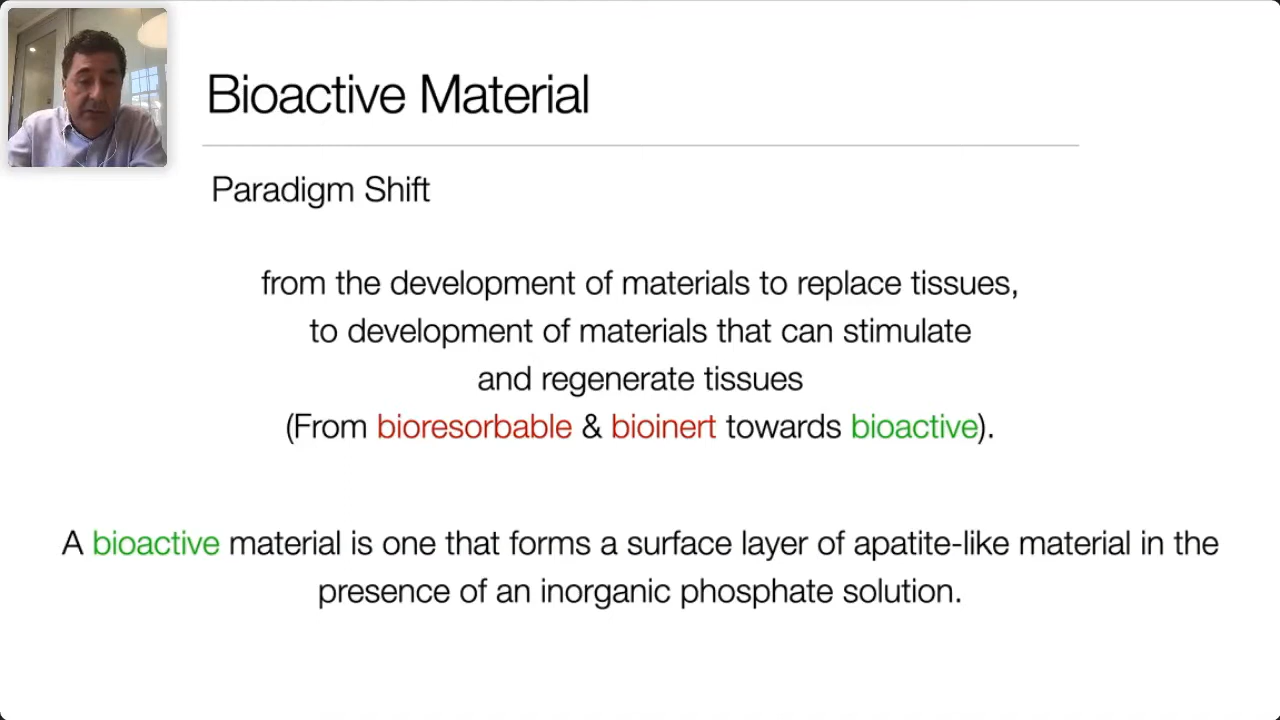 Bioactive Material
Paradigm Shift
from the development of materials to replace tissues,
to development of materials that can stimulate
and regenerate tissues
(From bioresorbable & bioinert towards bioactive).
A bioactive material is one that forms a surface layer of apatite-like material in the
presence of an inorganic phosphate solution.